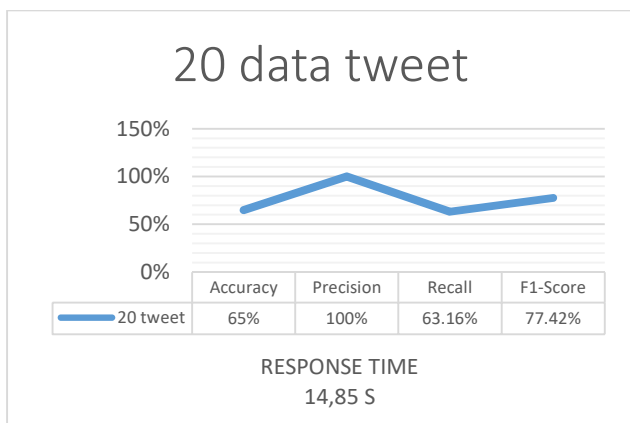 20 data tweet
150%
100%
50%
0%
Accuracy Precision Recall F1-Score
20 tweet 65% 100% 63.16% 77.42%
RESPONSE TIME
14,85 S